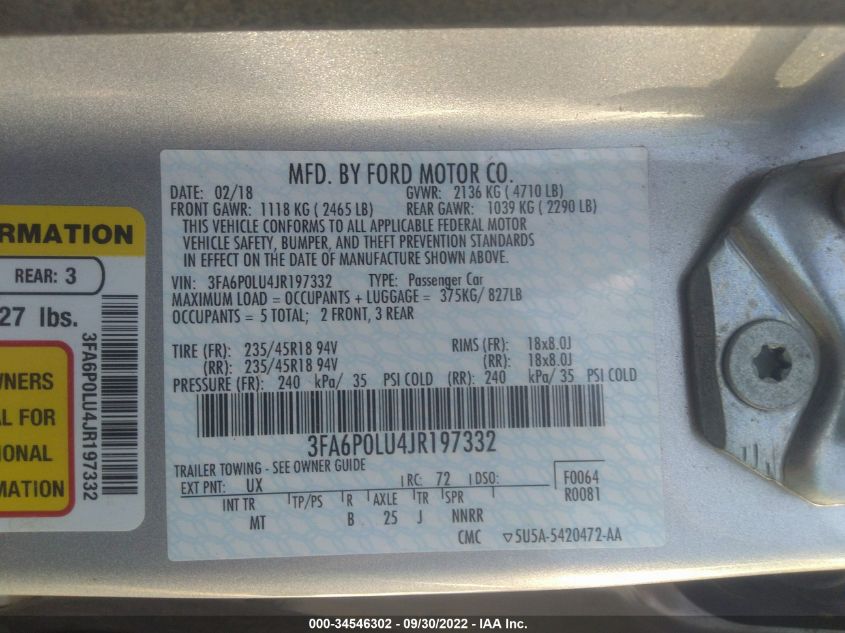 MFD. BY FORD MOTOR CO.
DATE: 02/18 GVWR: 2136 KG ( 4710 LB)
FRONT GAWR: 1118 KG ( 2465 LB) REAR GAWR: 1039 KG ( 2290 LB)
THIS VEHICLE CONFORMS TO ALL APPLICABLE FEDERAL MOTOR
VEHICLE SAFETY, BUMPER, AND THEFT PREVENTION STANDARDS
IN EFFECT ON THE DATE OF MANUFACTURE SHOWN ABOVE.
VIN: 3FA6P0LU4JR197332 TYPE: Passenger Car
MAXIMUM LOAD = OCCUPANTS + LUGGAGE = 375KG/ 827LB
OCCUPANTS = 5 TOTAL; 2 FRONT, 3 REAR
TIRE (FR): 235/45R18 94V RIMS (FR): 18x8.0J
(RR): 235/45R18 94V (RR): 18x8.0J
PRESSURE (FR): 240 kPa/ 35 PSI COLD (RR): 240 kPa/ 35 PSI COLD
3FA6P0LU4JR197332
TRAILER TOWING - SEE OWNER GUIDE
EXT PNT: UX RC: 72 DSO: F0064
R0081
INT TR TP/PS R AXLE TR SPR
MT B 25 J NNRR
CMC ▽5U5A-5420472-AA
RMATION
REAR: 3
27 lbs.
WNERS
AL FOR
IONAL
MATION
3FA6P0LU4JR197332
000-34546302 - 09/30/2022 - IAA Inc.